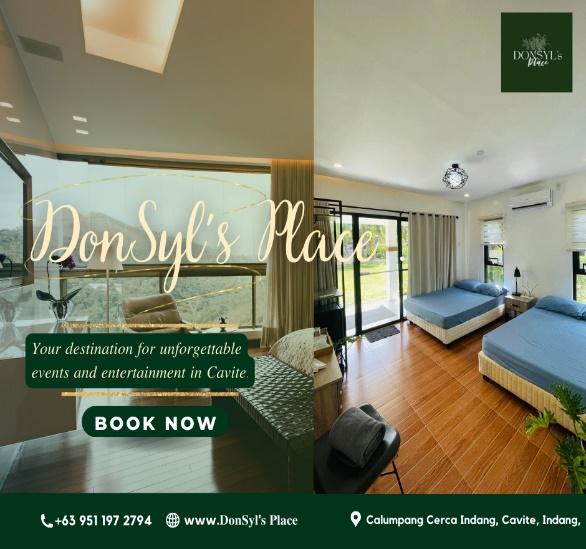 DONSYL's
Place
DonSyl's Place
Your destination for unforgettable
events and entertainment in Cavite.
BOOK NOW
+63 951 197 2794
www.DonSyl's Place
Calumpang Cerca Indang, Cavite, Indang,